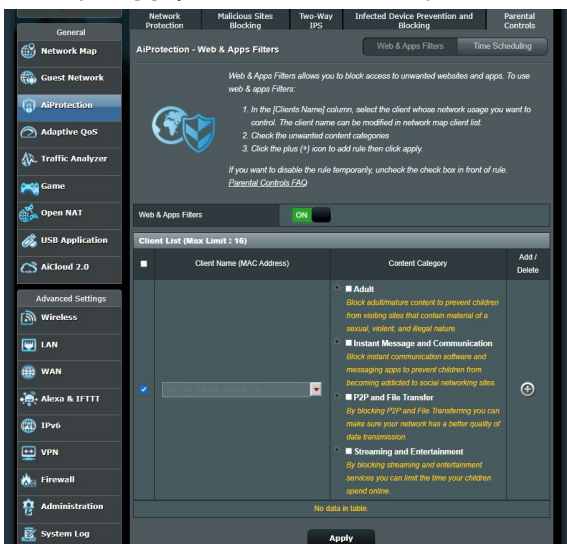 General
Network Map
Guest Network
AiProtection
Adaptive QoS
Traffic Analyzer
Game
Open NAT
USB Application
AiCloud 2.0
Advanced Settings
Wireless
LAN
WAN
Alexa & IFTTT
IPv6
VPN
Firewall
Administration
System Log
Network
Protection
Malicious Sites
Blocking
Two-Way
IPS
Infected Device Prevention and
Blocking
Parental
Controls
AiProtection - Web & Apps Filters
Web & Apps Filters
Time Scheduling
Web & Apps Filters allows you to block access to unwanted websites and apps. To use
web & apps Filters:
1. In the [Clients Name] column, select the client whose network usage you want to
control. The client name can be modified in network map client list.
2. Check the unwanted content categories
3. Click the plus (+) icon to add rule then click apply.
If you want to disable the rule temporarily, uncheck the check box in front of rule.
Parental Controls FAQ
Web & Apps Filters
ON
Client List (Max Limit : 16)
Client Name (MAC Address)
Content Category
Add /
Delete
Adult
Block adult/mature content to prevent children
from visiting sites that contain material of a
sexual, violent, and illegal nature.
Instant Message and Communication
Block instant communication software and
messaging apps to prevent children from
becoming addicted to social networking sites.
P2P and File Transfer
By blocking P2P and File Transferring you can
make sure your network has a better quality of
data transmission.
Streaming and Entertainment
By blocking streaming and entertainment
services you can limit the time your children
spend online.
No data in table.
Apply